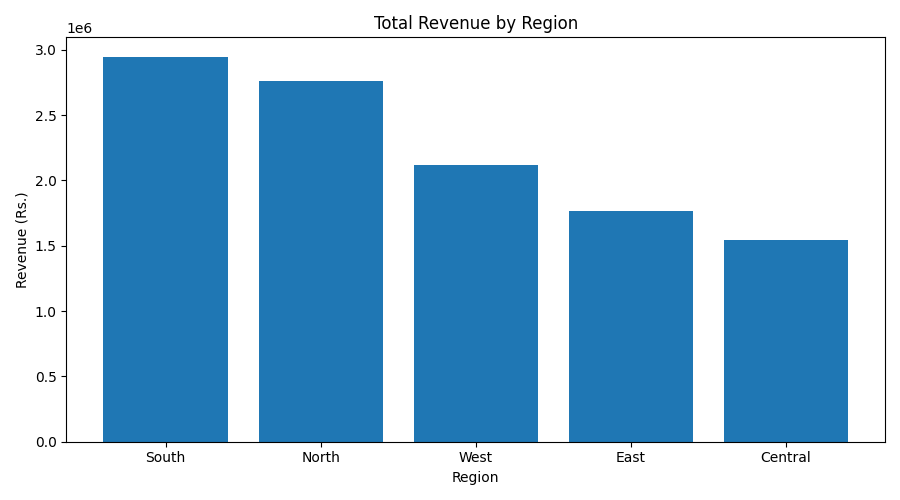 Total Revenue by Region
1e6
3.0
2.5
2.0
1.5
1.0
0.5
0.0
Revenue (Rs.)
South North West East Central
Region